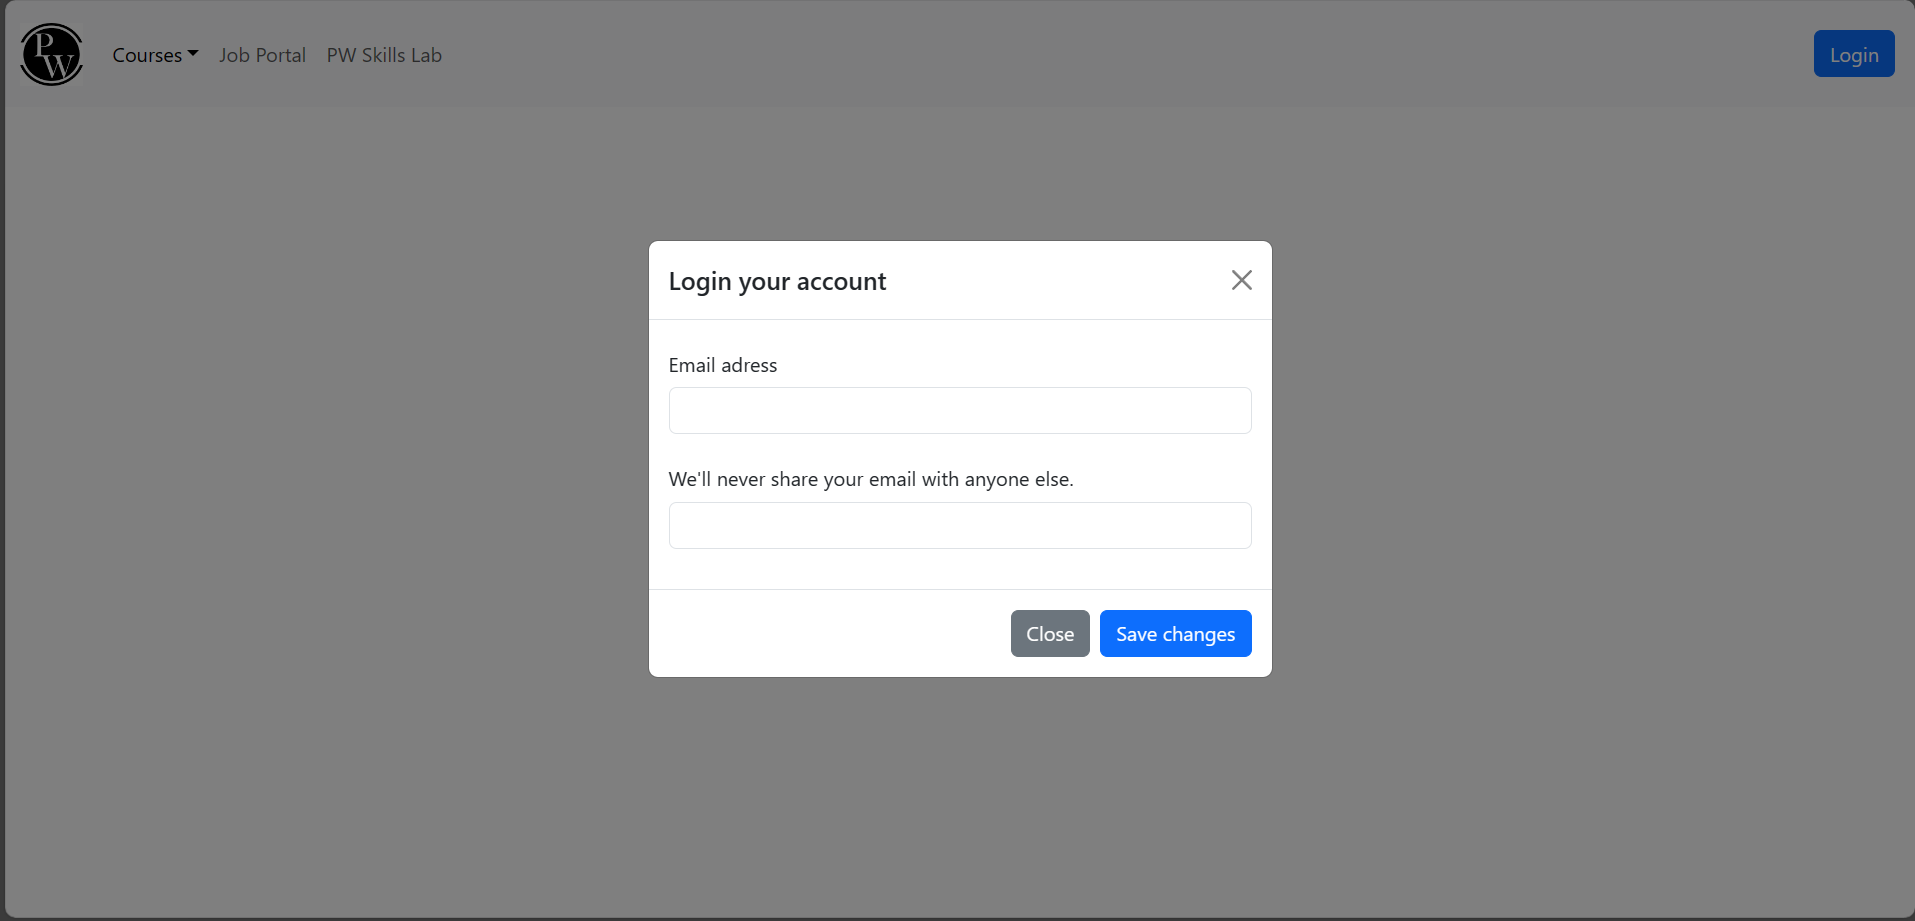 PW
Courses Job Portal PW Skills Lab Login
Login your account
Email adress
We'll never share your email with anyone else.
Close Save changes